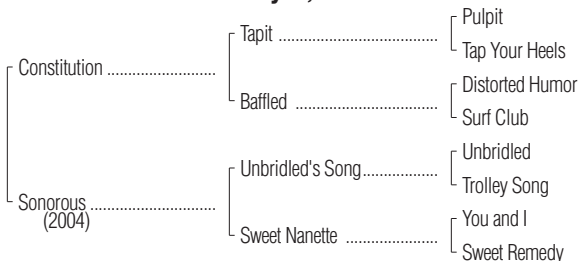 Pulpit
Tapit ........................................
Tap Your Heels
Constitution ...........................
Distorted Humor
Baffled ....................................
Surf Club
Unbridled
Unbridled's Song...................
Trolley Song
Sonorous ...............................
(2004)
You and I
Sweet Nanette .......................
Sweet Remedy